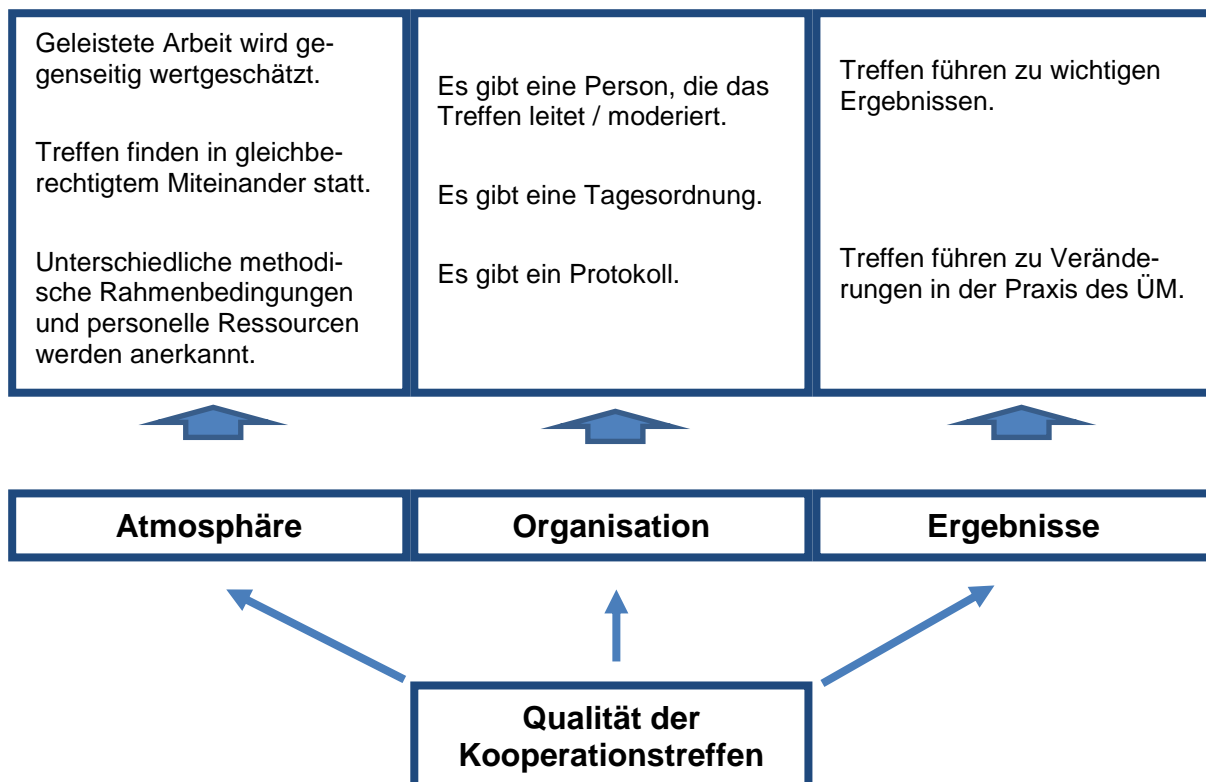 Geleistete Arbeit wird ge-
genseitig wertgeschätzt.
Treffen finden in gleichbe-
rechtigtem Miteinander statt.
Unterschiedliche methodi-
sche Rahmenbedingungen
und personelle Ressourcen
werden anerkannt.
Es gibt eine Person, die das
Treffen leitet / moderiert.
Es gibt eine Tagesordnung.
Es gibt ein Protokoll.
Treffen führen zu wichtigen
Ergebnissen.
Treffen führen zu Verände-
rungen in der Praxis des ÜM.
Atmosphäre
Organisation
Ergebnisse
Qualität der
Kooperationstreffen